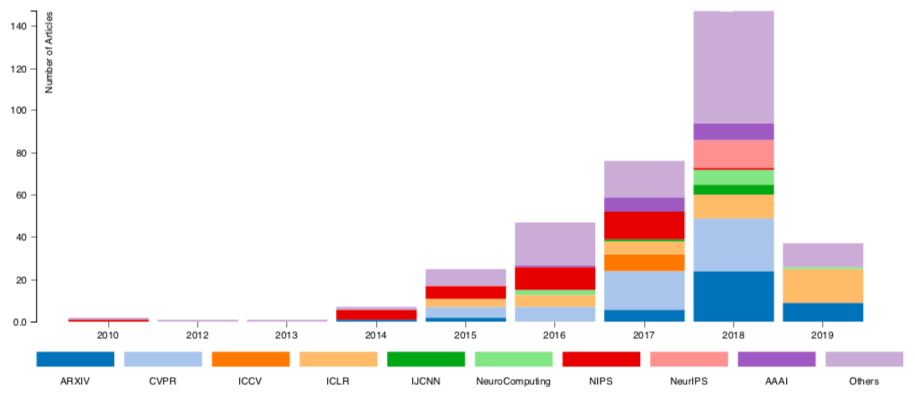 Number of Articles
140
120
100
80
60
40
20
0.0
2010 2012 2013 2014 2015 2016 2017 2018 2019
ARXIV CVPR ICCV ICLR IJCNN NeuroComputing NIPS NeurIPS AAAI Others